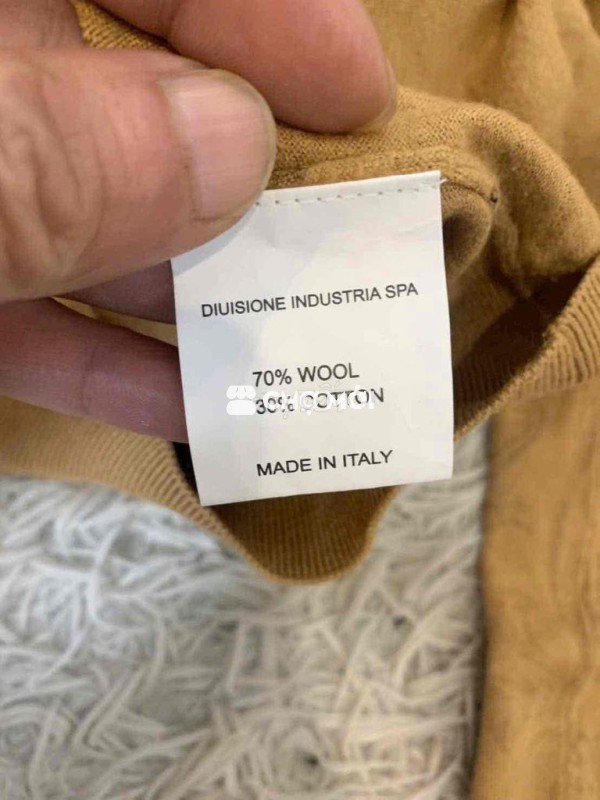 DIUISIONE INDUSTRIA SPA
70% WOOL
30% COTTON
MADE IN ITALY